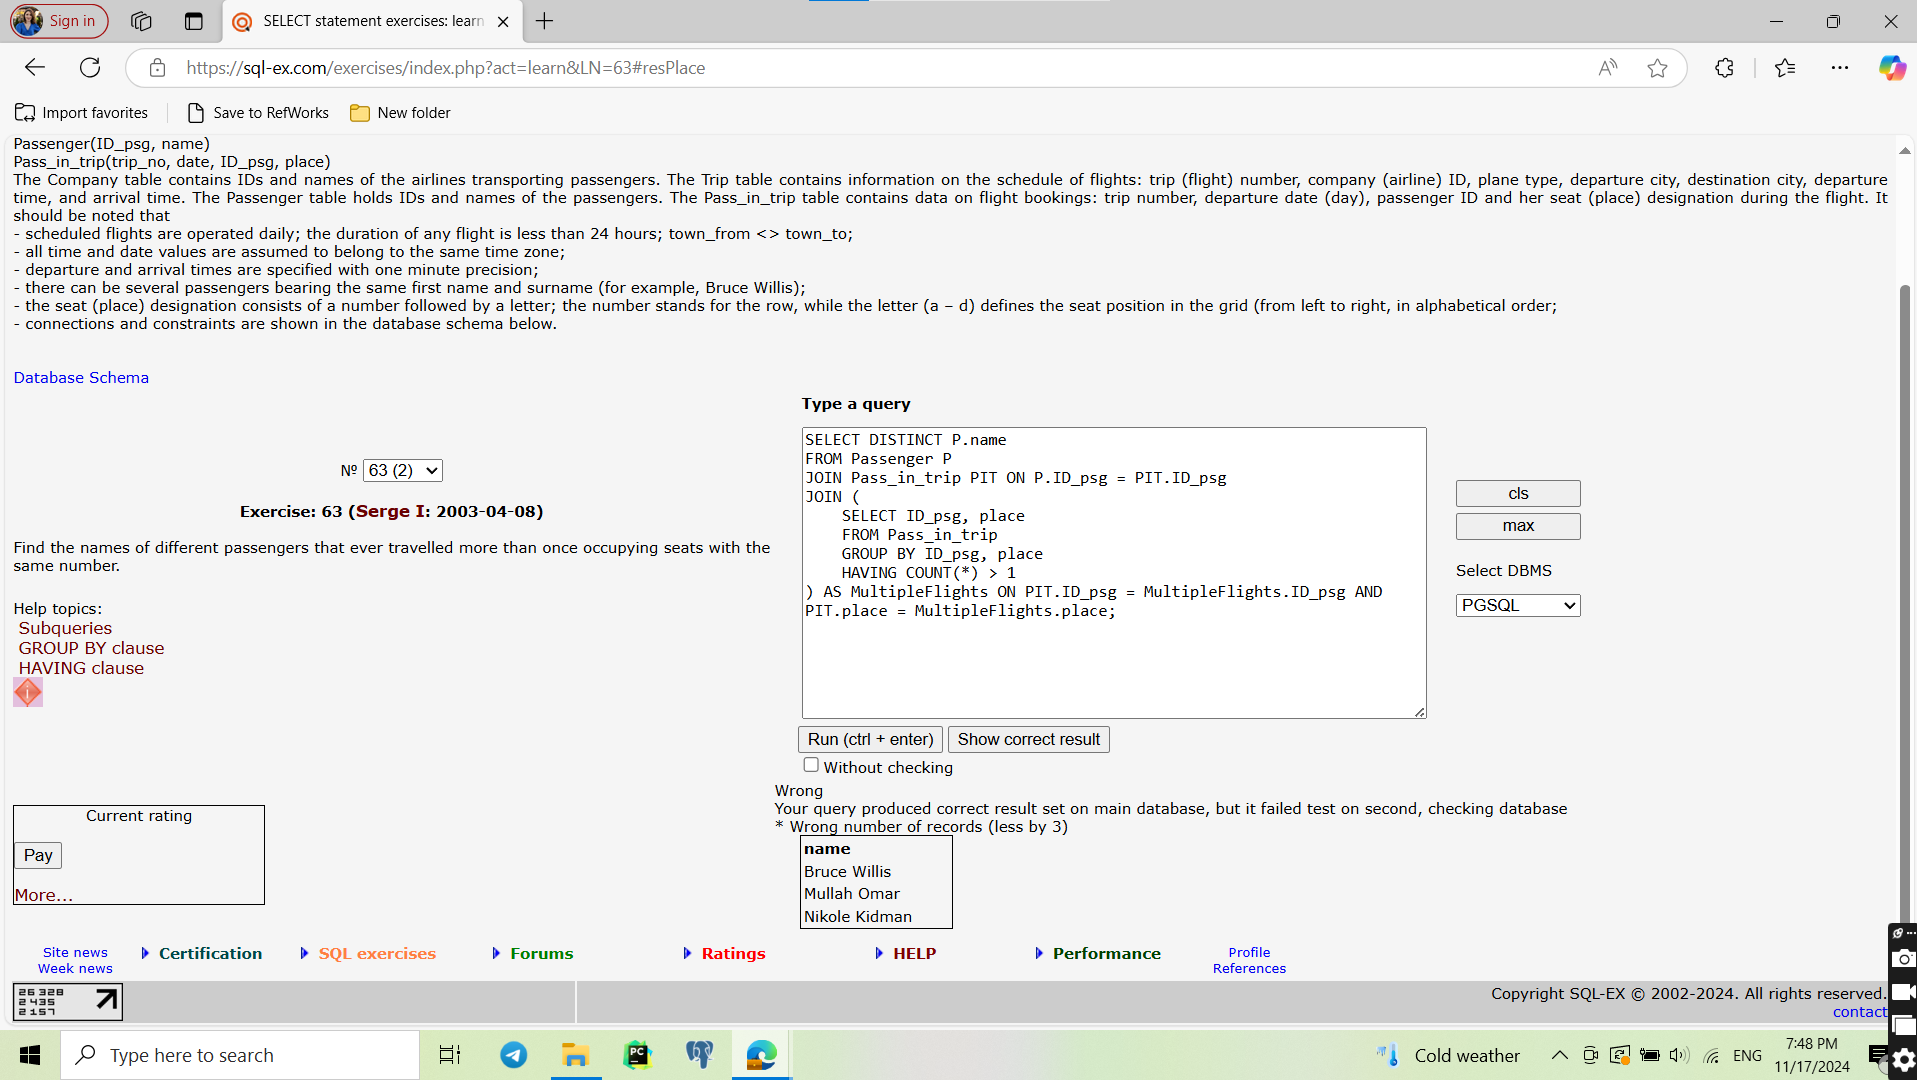 Sign in
SELECT statement exercises: learn
https://sql-ex.com/exercises/index.php?act=learn&LN=63#resPlace
Import favorites
Save to RefWorks
New folder
Passenger(ID_psg, name)
Pass_in_trip(trip_no, date, ID_psg, place)
The Company table contains IDs and names of the airlines transporting passengers. The Trip table contains information on the schedule of flights: trip (flight) number, company (airline) ID, plane type, departure city, destination city, departure
time, and arrival time. The Passenger table holds IDs and names of the passengers. The Pass_in_trip table contains data on flight bookings: trip number, departure date (day), passenger ID and her seat (place) designation during the flight. It
should be noted that
- scheduled flights are operated daily; the duration of any flight is less than 24 hours; town_from <> town_to;
- all time and date values are assumed to belong to the same time zone;
- departure and arrival times are specified with one minute precision;
- there can be several passengers bearing the same first name and surname (for example, Bruce Willis);
- the seat (place) designation consists of a number followed by a letter; the number stands for the row, while the letter (a – d) defines the seat position in the grid (from left to right, in alphabetical order;
- connections and constraints are shown in the database schema below.
Database Schema
№ 63 (2)
Exercise: 63 (Serge I: 2003-04-08)
Find the names of different passengers that ever travelled more than once occupying seats with the
same number.
Help topics:
Subqueries
GROUP BY clause
HAVING clause
Type a query
SELECT DISTINCT P.name
FROM Passenger P
JOIN Pass_in_trip PIT ON P.ID_psg = PIT.ID_psg
JOIN (
    SELECT ID_psg, place
    FROM Pass_in_trip
    GROUP BY ID_psg, place
    HAVING COUNT(*) > 1
) AS MultipleFlights ON PIT.ID_psg = MultipleFlights.ID_psg AND
PIT.place = MultipleFlights.place;
cls
max
Select DBMS
PGSQL
Run (ctrl + enter)
Show correct result
Without checking
Wrong
Your query produced correct result set on main database, but it failed test on second, checking database
* Wrong number of records (less by 3)
name
Bruce Willis
Mullah Omar
Nikole Kidman
Current rating
Pay
More...
Site news
Week news
Certification
SQL exercises
Forums
Ratings
HELP
Performance
Profile
References
26 328
2 435
2 157
Copyright SQL-EX © 2002-2024. All rights reserved.
contact
Type here to search
PC
Cold weather
ENG
7:48 PM
11/17/2024